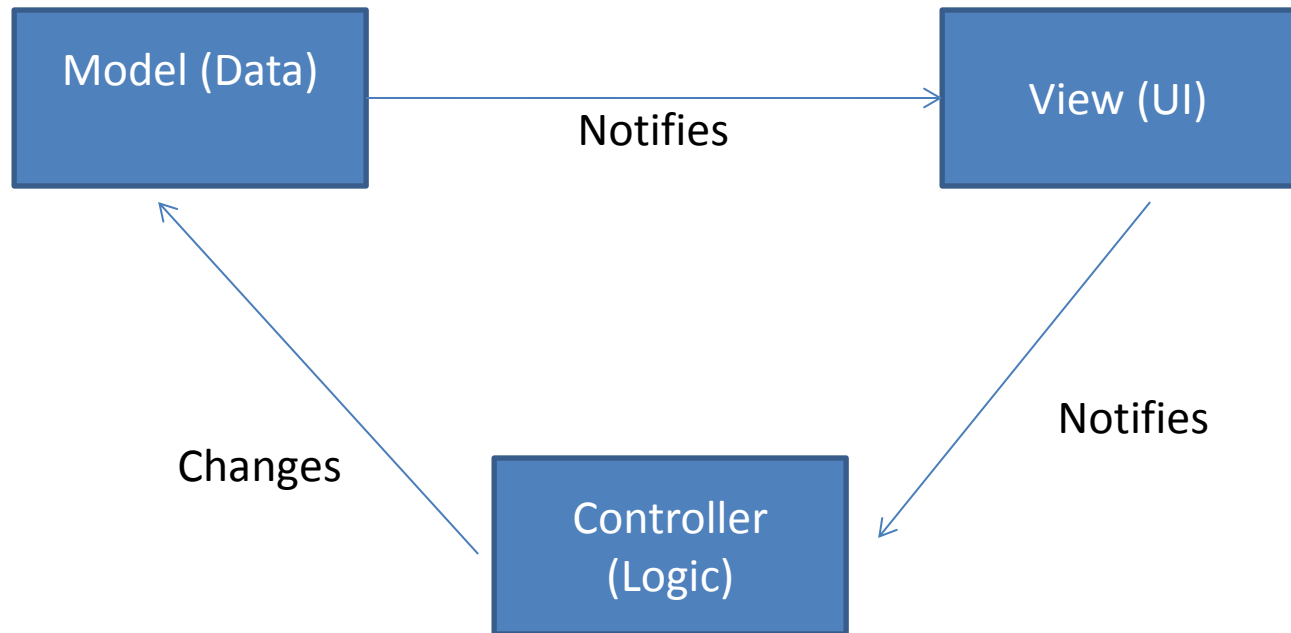 Model (Data)
View (UI)
Notifies
Notifies
Changes
Controller
(Logic)